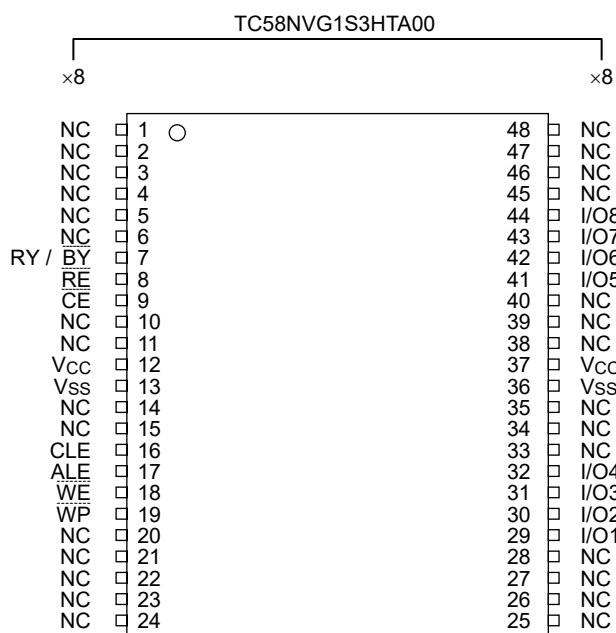 TC58NVG1S3HTA00
×8 ×8
NC 1 48 NC
NC 2 47 NC
NC 3 46 NC
NC 4 45 NC
NC 5 44 I/O8
NC 6 43 I/O7
RY / BY 7 42 I/O6
RE 8 41 I/O5
CE 9 40 NC
NC 10 39 NC
NC 11 38 NC
VCC 12 37 VCC
VSS 13 36 VSS
NC 14 35 NC
NC 15 34 NC
CLE 16 33 NC
ALE 17 32 I/O4
WE 18 31 I/O3
WP 19 30 I/O2
NC 20 29 I/O1
NC 21 28 NC
NC 22 27 NC
NC 23 26 NC
NC 24 25 NC